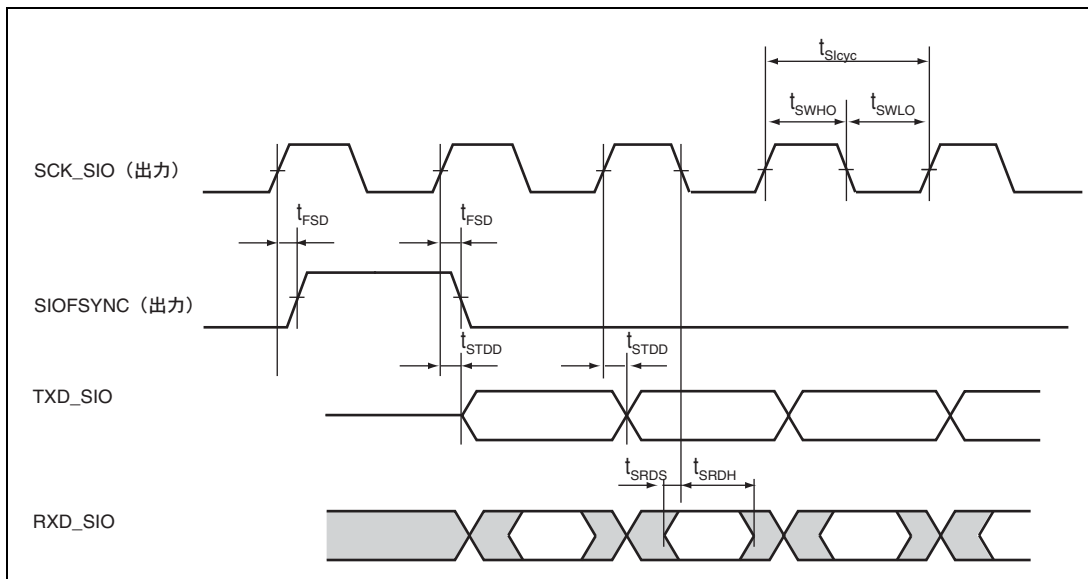 tSIcyc
tSWHO
tSWLO
SCK_SIO（出力）
tFSD
tFSD
SIOFSYNC（出力）
tSTDD
tSTDD
TXD_SIO
tSRDS
tSRDH
RXD_SIO